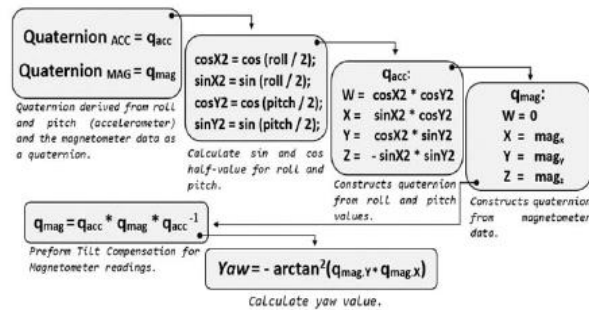 Quaternion ACC = qacc
Quaternion MAG = qmag
Quaternion derived from roll
and pitch (accelerometer)
and the magnetometer data as
a quaternion.
cosX2 = cos (roll / 2);
sinX2 = sin (roll / 2);
cosY2 = cos (pitch / 2);
sinY2 = sin (pitch / 2);
Calculate sin and cos
half-value for roll and
pitch.
qacc:
W = cosX2 * cosY2
X = sinX2 * cosY2
Y = cosX2 * sinY2
Z = - sinX2 * sinY2
Constructs quaternion
from roll and pitch
values.
qmag:
W = 0
X = magx
Y = magY
Z = magz
Constructs quaternion
from magnetometer
data.
qmag = qacc * qmag * qacc⁻¹
Preform Tilt Compensation for
Magnetometer readings.
Yaw = - arctan²(qmag.Y * qmag.X)
Calculate yaw value.